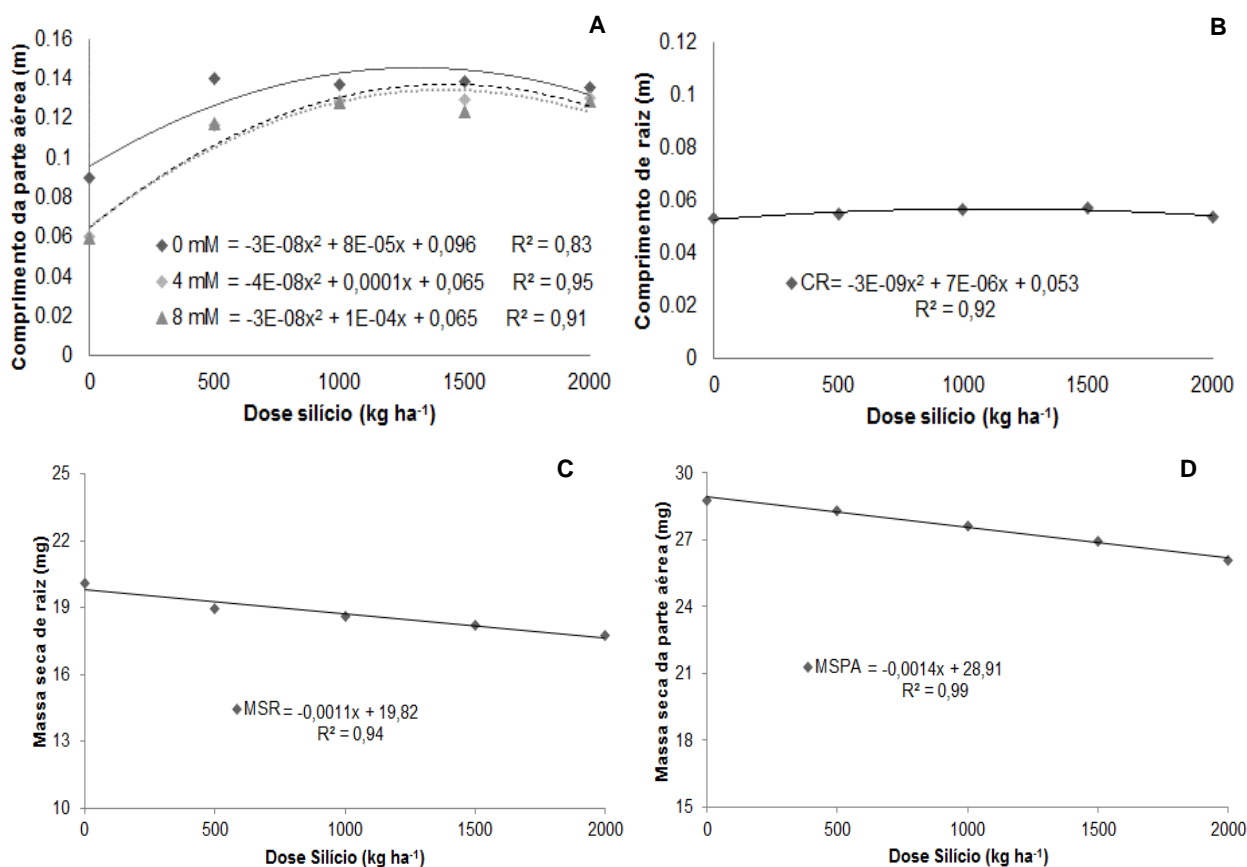 A
Comprimento da parte aérea (m)
0.16
0.14
0.12
0.1
0.08
0.06
0.04
0.02
0
0 mM = -3E-08x² + 8E-05x + 0,096 R² = 0,83
4 mM = -4E-08x² + 0,0001x + 0,065 R² = 0,95
8 mM = -3E-08x² + 1E-04x + 0,065 R² = 0,91
0 500 1000 1500 2000
Dose silício (kg ha⁻¹)
B
Comprimento de raiz (m)
0.12
0.1
0.08
0.06
0.04
0.02
0
CR= -3E-09x² + 7E-06x + 0,053
R² = 0,92
0 500 1000 1500 2000
Dose silício (kg ha⁻¹)
C
Massa seca de raiz (mg)
25
22
19
16
13
10
MSR = -0,0011x + 19,82
R² = 0,94
0 500 1000 1500 2000
Dose Silício (kg ha⁻¹)
D
Massa seca da parte aérea (mg)
30
27
24
21
18
15
MSPA = -0,0014x + 28,91
R² = 0,99
0 500 1000 1500 2000
Dose Silício (kg ha⁻¹)